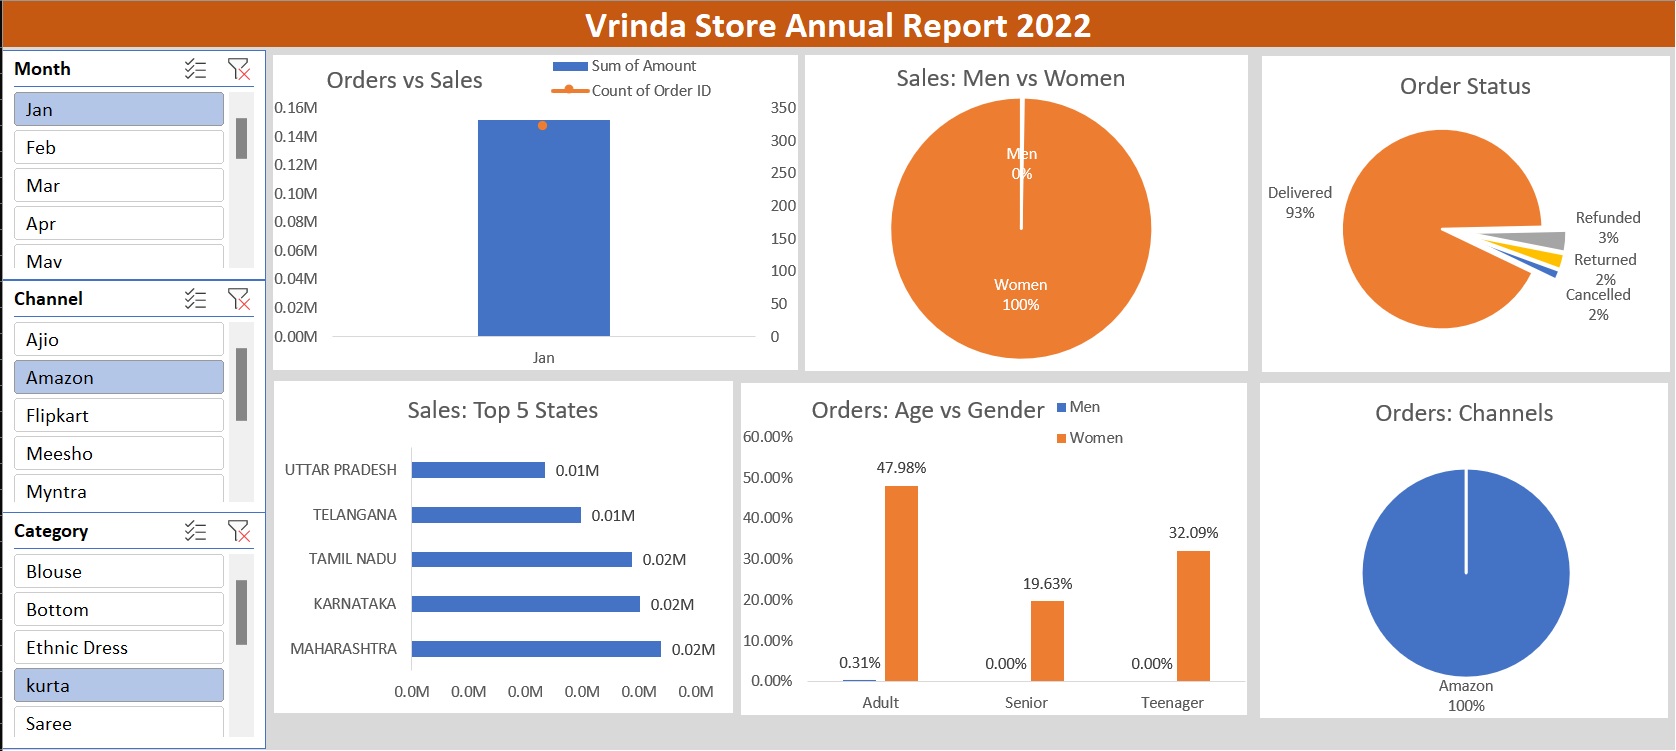 Vrinda Store Annual Report 2022
Month
Jan
Feb
Mar
Apr
May
Channel
Ajio
Amazon
Flipkart
Meesho
Myntra
Category
Blouse
Bottom
Ethnic Dress
kurta
Saree
Orders vs Sales
Sum of Amount
Count of Order ID
0.16M
0.14M
0.12M
0.10M
0.08M
0.06M
0.04M
0.02M
0.00M
350
300
250
200
150
100
50
0
Jan
Sales: Men vs Women
Men
0%
Women
100%
Order Status
Delivered
93%
Refunded
3%
Returned
2%
Cancelled
2%
Sales: Top 5 States
UTTAR PRADESH 0.01M
TELANGANA 0.01M
TAMIL NADU 0.02M
KARNATAKA 0.02M
MAHARASHTRA 0.02M
0.0M 0.0M 0.0M 0.0M 0.0M 0.0M
Orders: Age vs Gender
Men
Women
60.00%
50.00%
40.00%
30.00%
20.00%
10.00%
0.00%
0.31%
47.98%
0.00%
19.63%
0.00%
32.09%
Adult Senior Teenager
Orders: Channels
Amazon
100%